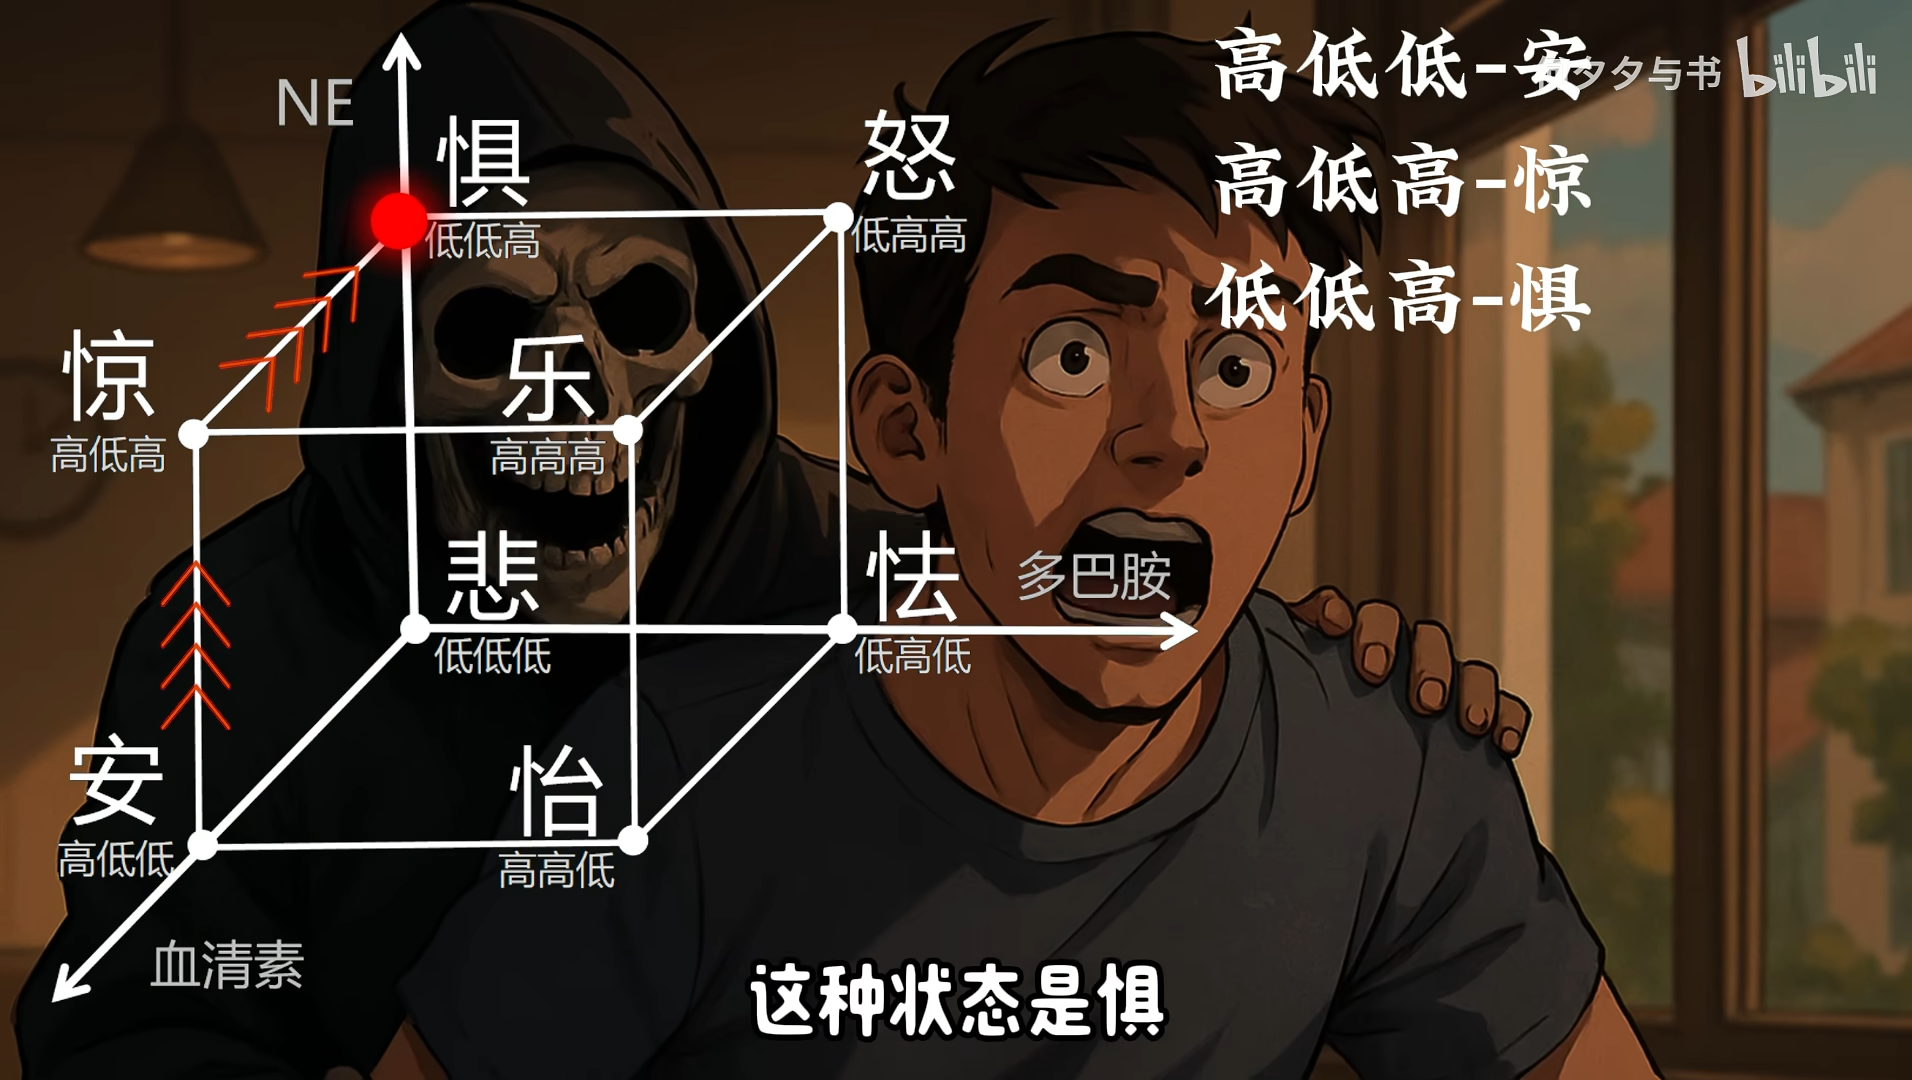 高低低-安
夕夕与书 bilibili
NE
惧
怒
低低高
低高高
高低高-惊
低低高-惧
惊
乐
高低高
高高高
悲
怯
多巴胺
低低低
低高低
安
怡
高低低
高高低
血清素
这种状态是惧